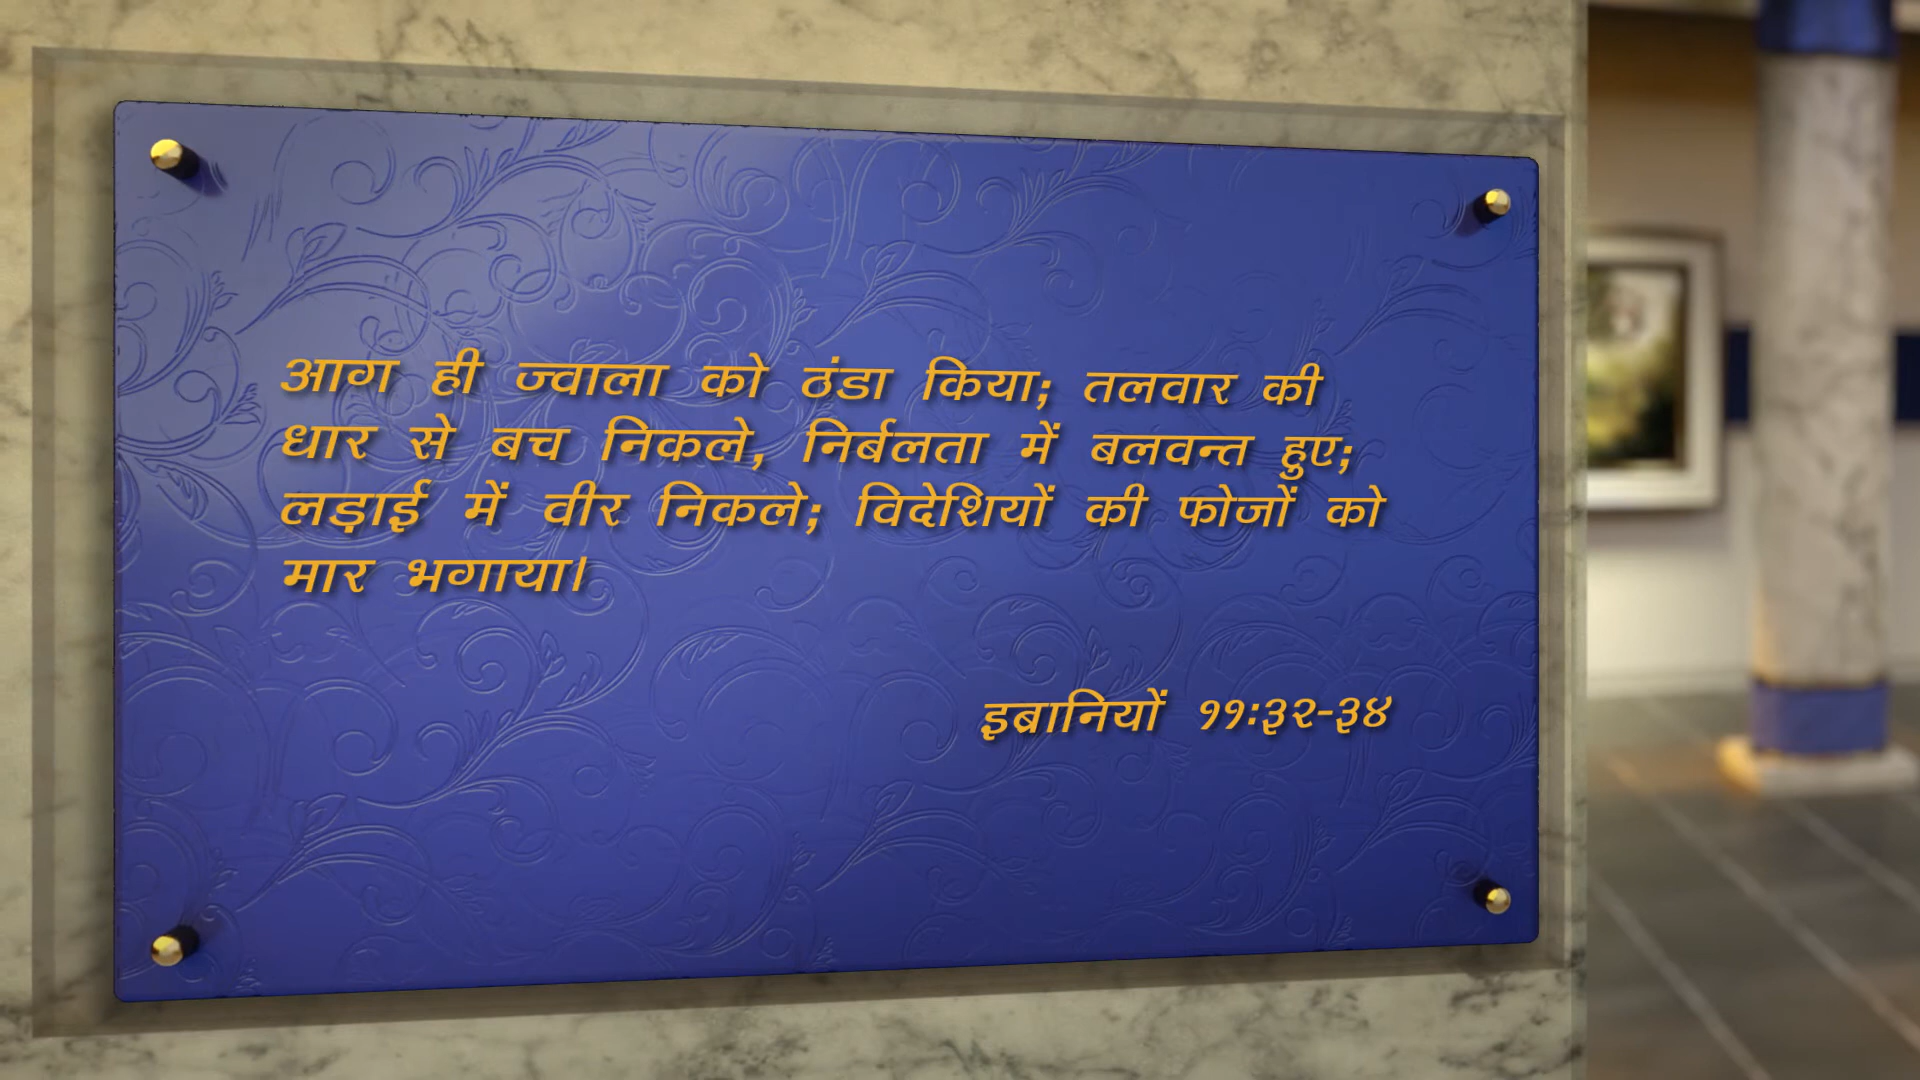 आग ही ज्वाला को ठंडा किया; तलवार की
धार से बच निकले, निर्बलता में बलवन्त हुए;
लड़ाई में वीर निकले; विदेशियों की फोजों को
मार भगाया।
इब्रानियों ११:३२-३४